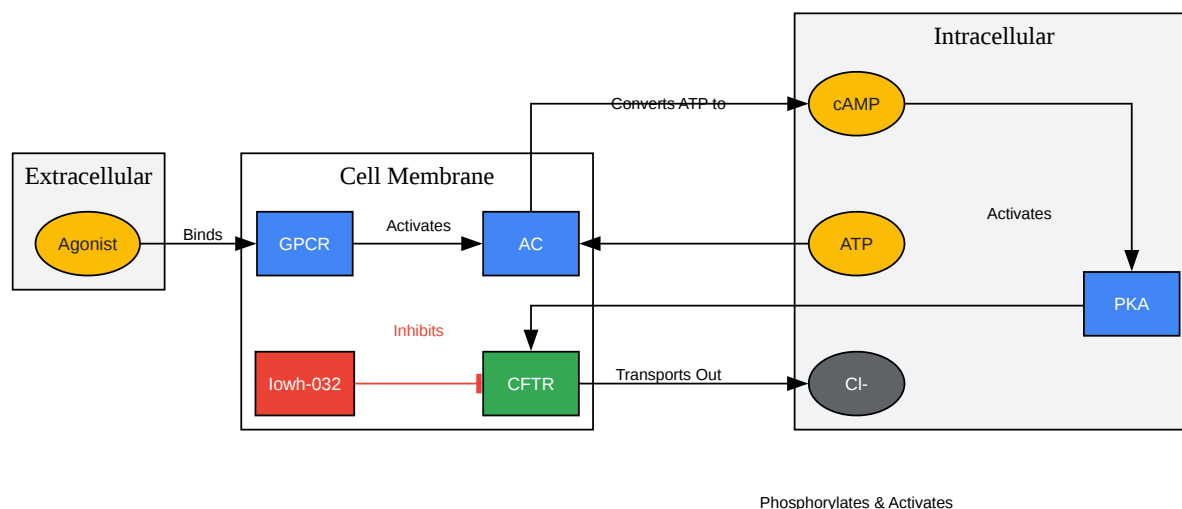 Intracellular
Converts ATP to
cAMP
Extracellular
Cell Membrane
Agonist
Binds
GPCR
Activates
AC
ATP
Activates
PKA
Inhibits
Iowh-032
CFTR
Transports Out
Cl-
Phosphorylates & Activates